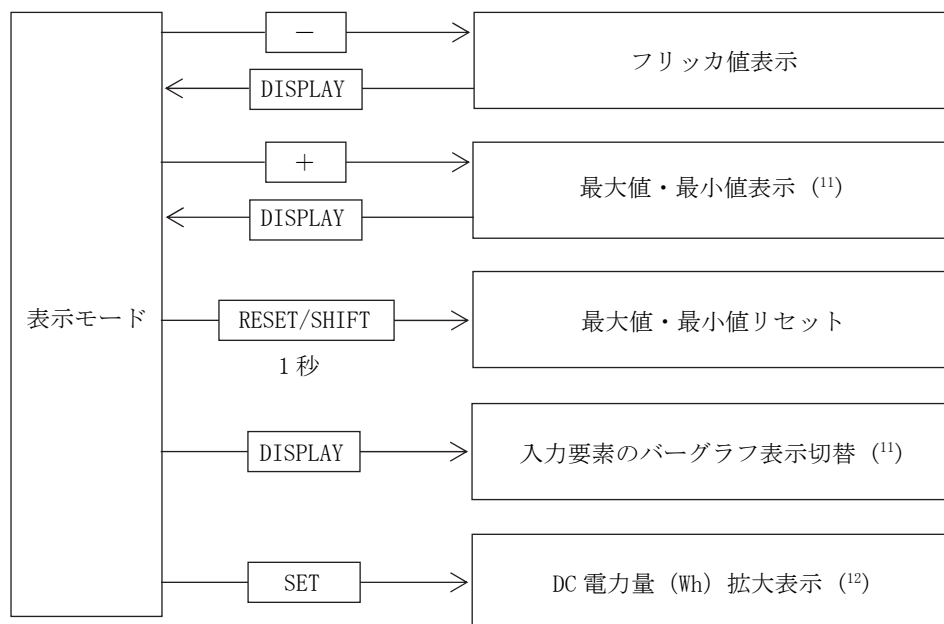 －
フリッカ値表示
DISPLAY
＋
最大値・最小値表示 (¹¹)
DISPLAY
表示モード
RESET/SHIFT
最大値・最小値リセット
1 秒
DISPLAY
入力要素のバーグラフ表示切替 (¹¹)
SET
DC 電力量 (Wh) 拡大表示 (¹²)